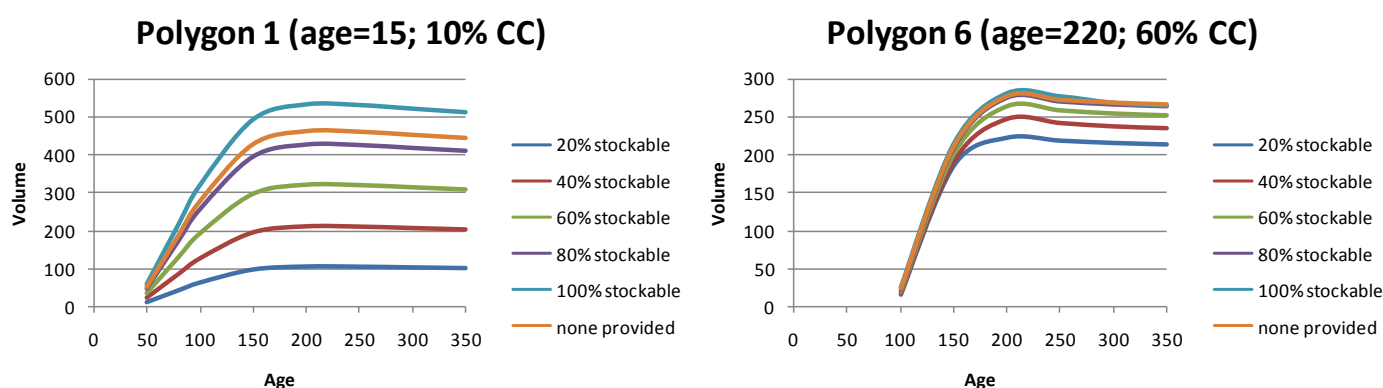 Polygon 1 (age=15; 10% CC)
600
500
400
300
200
100
0
Volume
0 50 100 150 200 250 300 350
Age
20% stockable
40% stockable
60% stockable
80% stockable
100% stockable
none provided
Polygon 6 (age=220; 60% CC)
300
250
200
150
100
50
0
Volume
0 50 100 150 200 250 300 350
Age
20% stockable
40% stockable
60% stockable
80% stockable
100% stockable
none provided